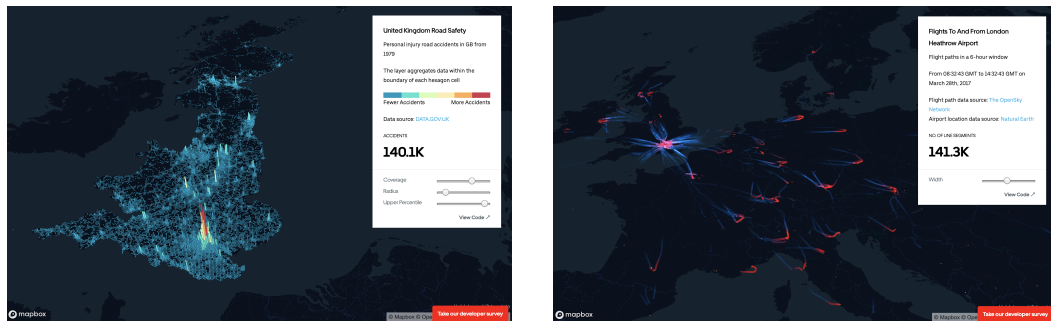 United Kingdom Road Safety
Personal injury road accidents in GB from
1979
The layer aggregates data within the
boundary of each hexagon cell
Fewer Accidents More Accidents
Data source: DATA.GOV.UK
ACCIDENTS
140.1K
Coverage
Radius
Upper Percentile
View Code ↗
mapbox
© Mapbox © Ope
Take our developer survey
Flights To And From London
Heathrow Airport
Flight paths in a 6-hour window
From 08:32:43 GMT to 14:32:43 GMT on
March 28th, 2017
Flight path data source: The OpenSky
Network
Airport location data source: Natural Earth
NO. OF LINE SEGMENTS
141.3K
Width
View Code ↗
mapbox
© Mapbox © Ope
Take our developer survey